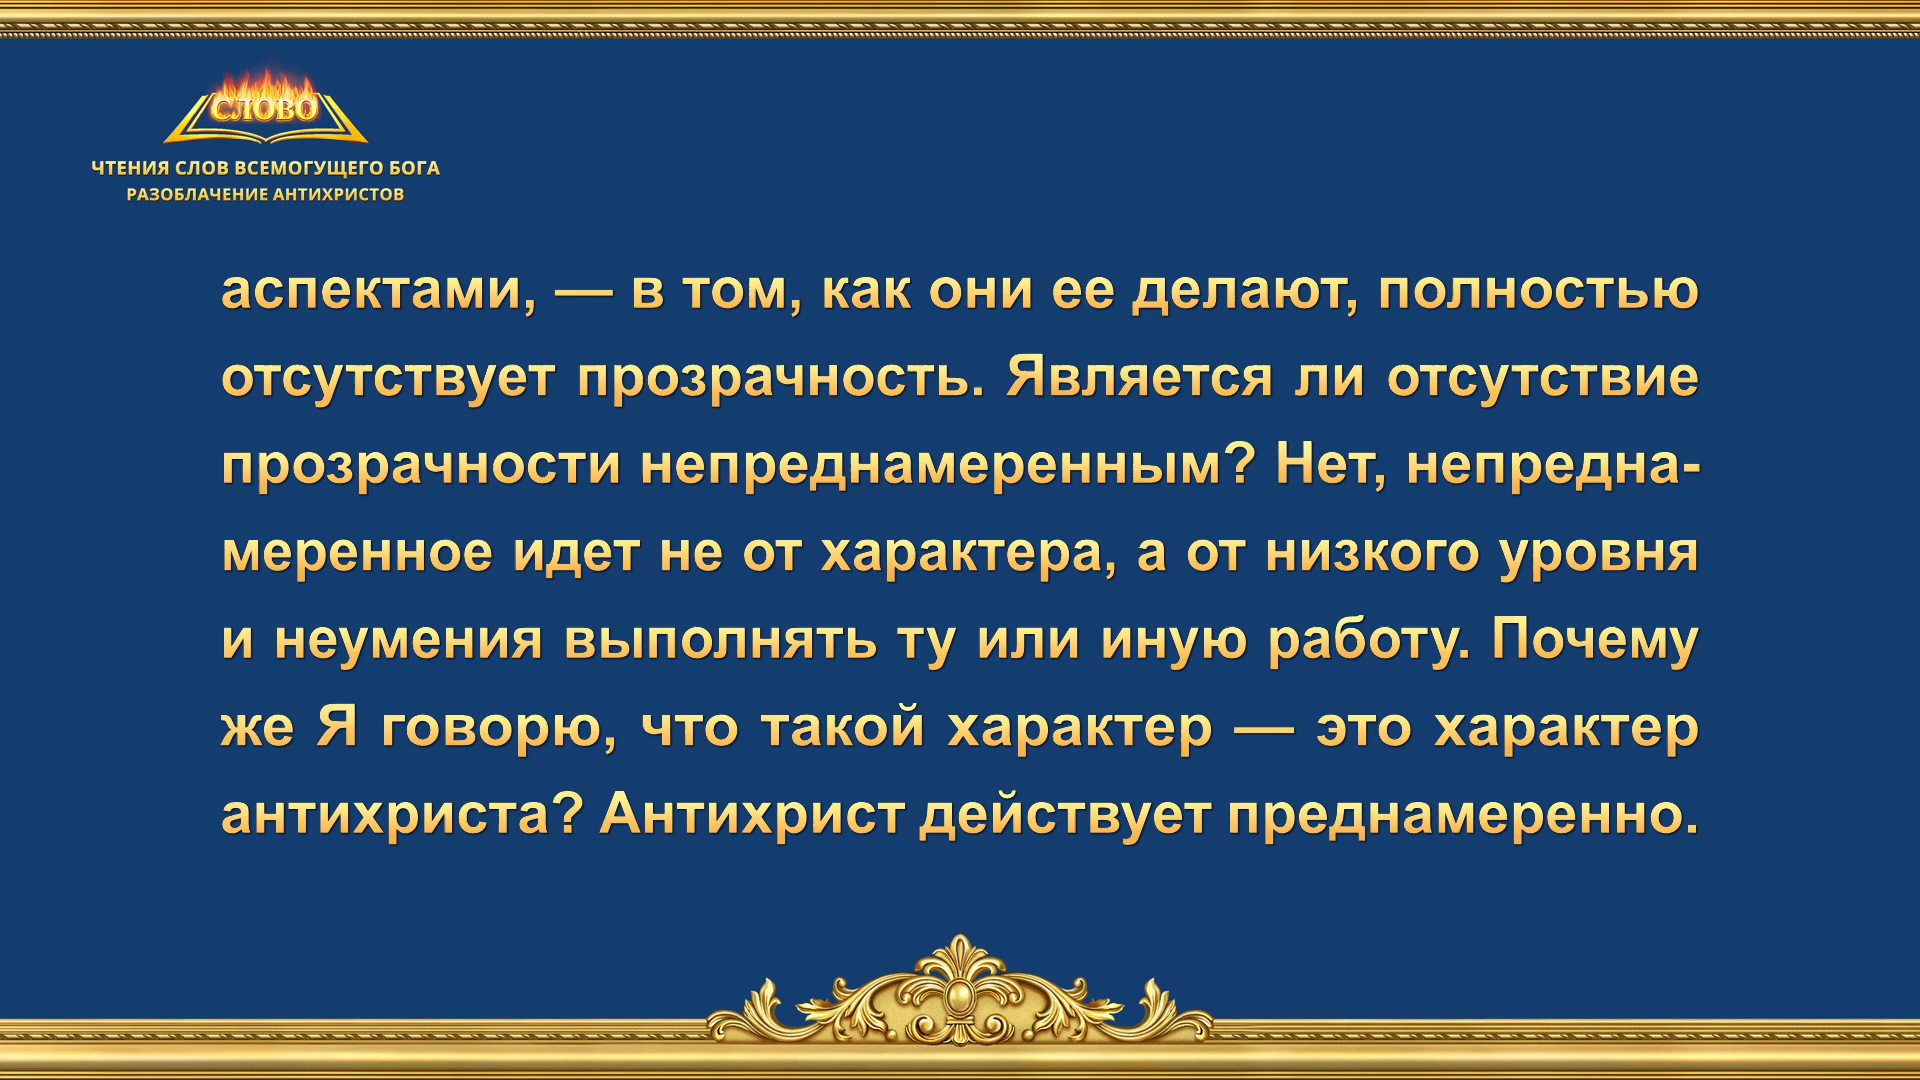 СЛОВО
ЧТЕНИЯ СЛОВ ВСЕМОГУЩЕГО БОГА
РАЗОБЛАЧЕНИЕ АНТИХРИСТОВ
аспектами, — в том, как они ее делают, полностью
отсутствует прозрачность. Является ли отсутствие
прозрачности непреднамеренным? Нет, непредна-
меренное идет не от характера, а от низкого уровня
и неумения выполнять ту или иную работу. Почему
же Я говорю, что такой характер — это характер
антихриста? Антихрист действует преднамеренно.